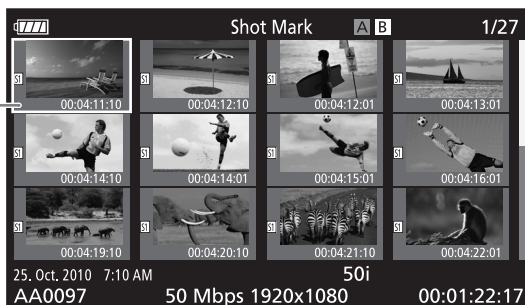 Shot Mark A B 1/27
S1 00:04:11:10 S1 00:04:12:10 S1 00:04:12:01 S1 00:04:13:01
S1 00:04:14:10 S1 00:04:14:01 S1 00:04:15:01 S1 00:04:16:01
S1 00:04:19:10 S1 00:04:20:10 S1 00:04:21:10 S1 00:04:22:01
25. Oct. 2010 7:10 AM 50i
AA0097 50 Mbps 1920x1080 00:01:22:17